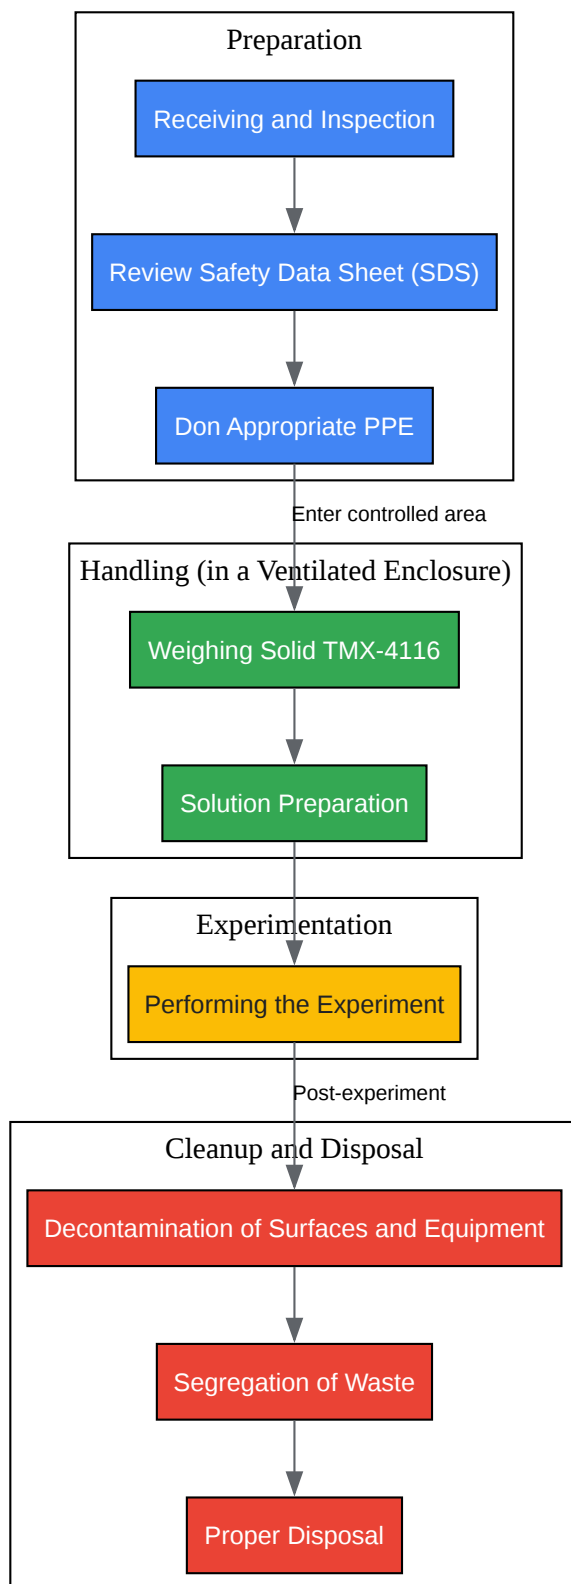 Preparation
Receiving and Inspection
Review Safety Data Sheet (SDS)
Don Appropriate PPE
Enter controlled area
Handling (in a Ventilated Enclosure)
Weighing Solid TMX-4116
Solution Preparation
Experimentation
Performing the Experiment
Post-experiment
Cleanup and Disposal
Decontamination of Surfaces and Equipment
Segregation of Waste
Proper Disposal